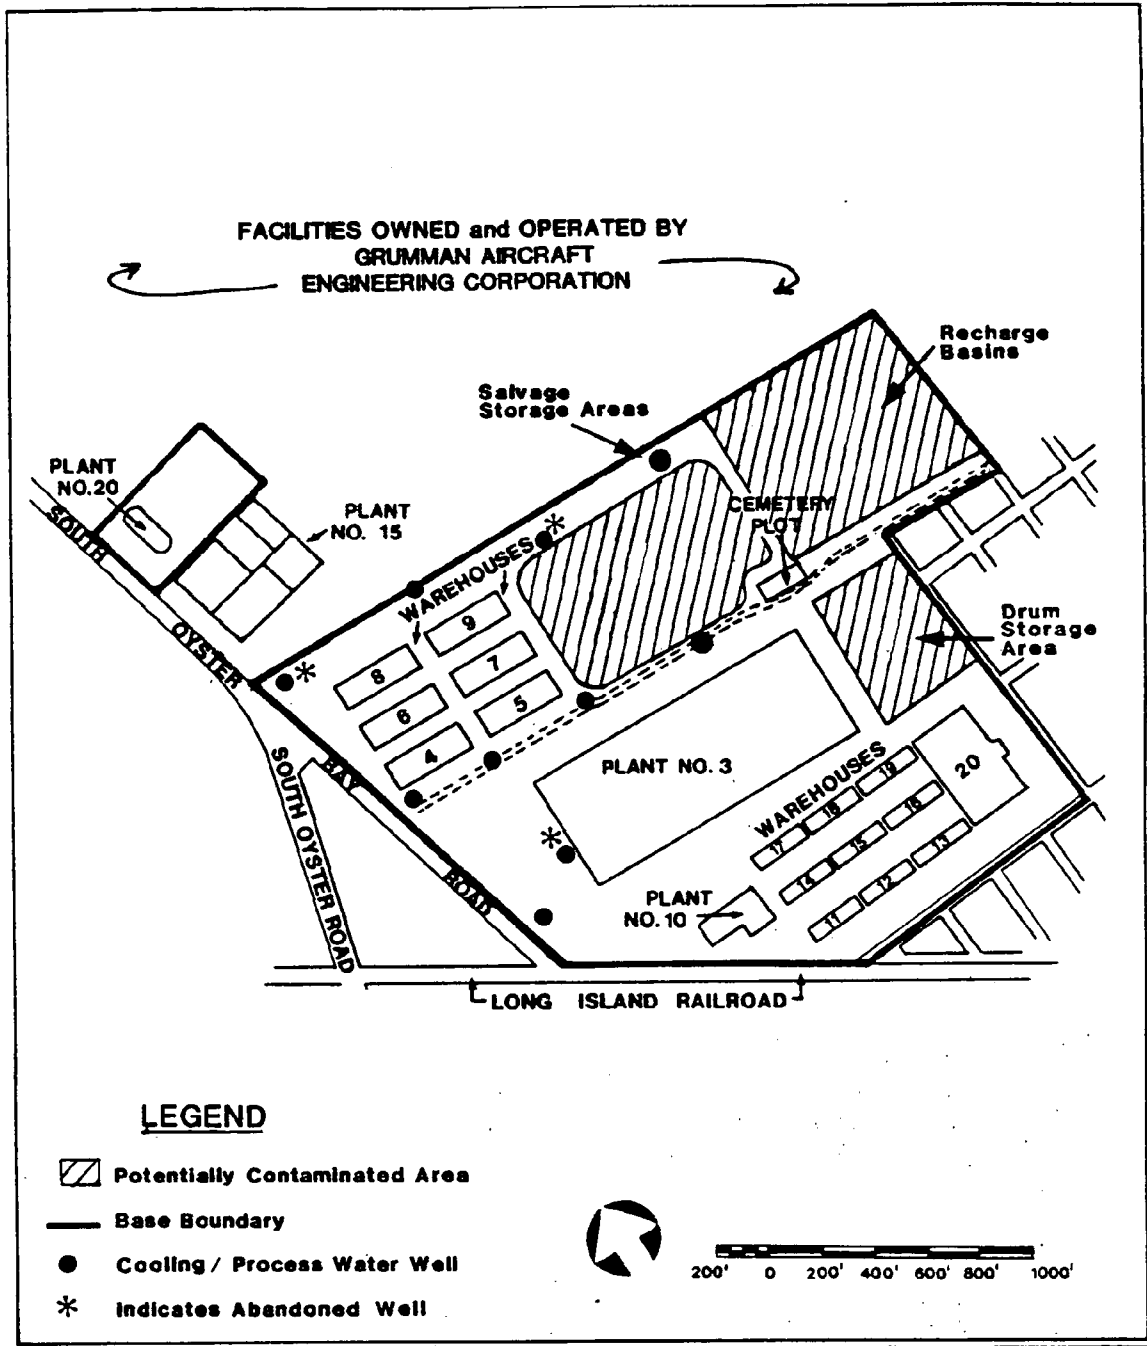 FACILITIES OWNED and OPERATED BY
GRUMMAN AIRCRAFT
ENGINEERING CORPORATION
Recharge
Basins
Salvage
Storage Areas
PLANT
NO.20
PLANT
NO. 15
CEMETERY
PLOT
SOUTH
OYSTER
BAY
ROAD
WAREHOUSES
9
8
7
6
5
4
Drum
Storage
Area
SOUTH OYSTER ROAD
PLANT NO. 3
WAREHOUSES
20
19
18
17
16
15
14
13
12
11
PLANT
NO. 10
LONG ISLAND RAILROAD
LEGEND
Potentially Contaminated Area
Base Boundary
Cooling / Process Water Well
Indicates Abandoned Well
200' 0 200' 400' 600' 800' 1000'